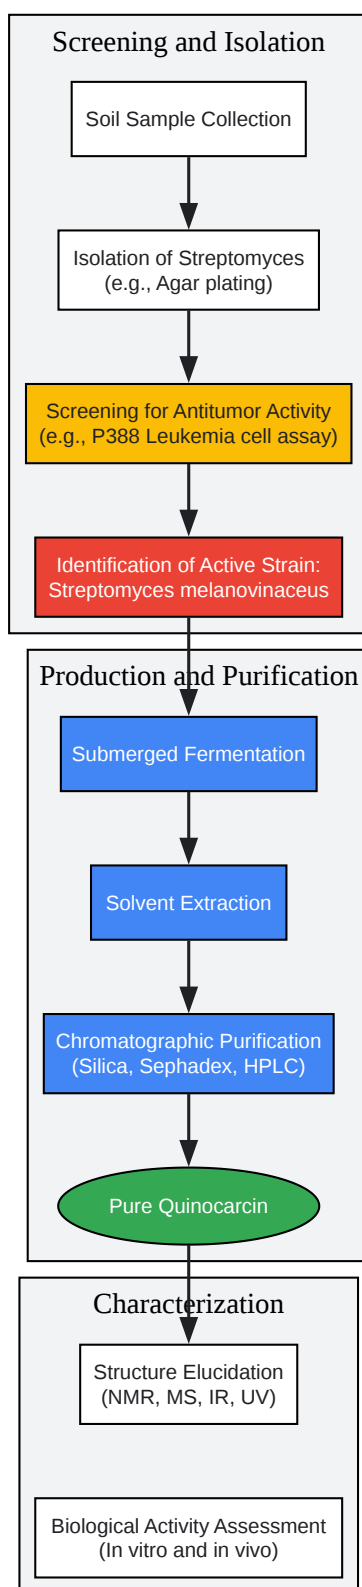 Screening and Isolation
Soil Sample Collection
Isolation of Streptomyces
(e.g., Agar plating)
Screening for Antitumor Activity
(e.g., P388 Leukemia cell assay)
Identification of Active Strain:
Streptomyces melanovinaceus
Production and Purification
Submerged Fermentation
Solvent Extraction
Chromatographic Purification
(Silica, Sephadex, HPLC)
Pure Quinocarcin
Characterization
Structure Elucidation
(NMR, MS, IR, UV)
Biological Activity Assessment
(In vitro and in vivo)